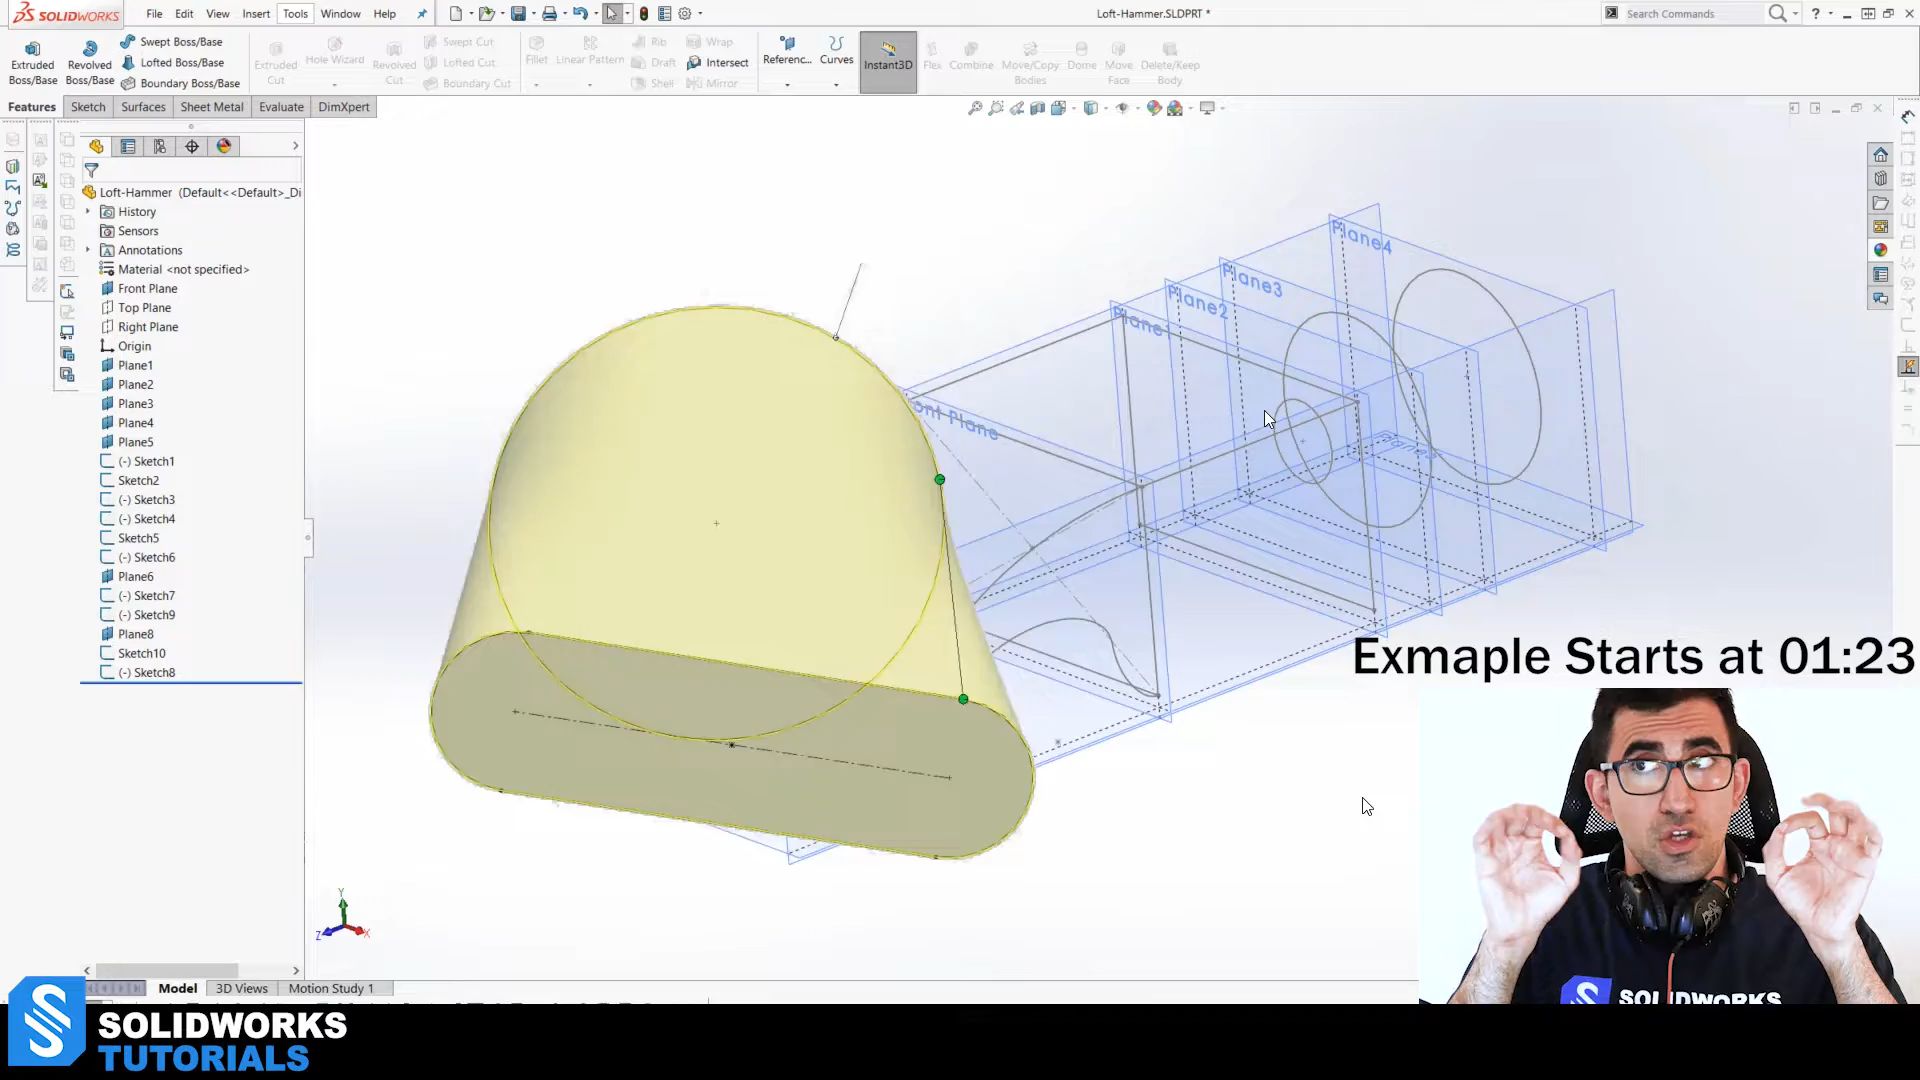 SOLIDWORKS
File Edit View Insert Tools Window Help
Loft-Hammer.SLDPRT *
Search Commands
Extruded Boss/Base
Revolved Boss/Base
Swept Boss/Base
Lofted Boss/Base
Boundary Boss/Base
Extruded Cut
Hole Wizard
Revolved Cut
Swept Cut
Lofted Cut
Boundary Cut
Fillet
Linear Pattern
Rib
Draft
Shell
Wrap
Intersect
Mirror
Referenc...
Curves
Instant3D
Flex
Combine
Move/Copy Bodies
Dome
Move Face
Delete/Keep Body
Features Sketch Surfaces Sheet Metal Evaluate DimXpert
Loft-Hammer (Default<<Default>_Di
History
Sensors
Annotations
Material <not specified>
Front Plane
Top Plane
Right Plane
Origin
Plane1
Plane2
Plane3
Plane4
Plane5
(-) Sketch1
Sketch2
(-) Sketch3
(-) Sketch4
Sketch5
(-) Sketch6
Plane6
(-) Sketch7
(-) Sketch9
Plane8
Sketch10
(-) Sketch8
Plane4
Plane3
Plane2
Plane1
ont Plane
Exmaple Starts at 01:23
Y
Z
X
Model 3D Views Motion Study 1
SOLIDWORKS
SOLIDWORKS
TUTORIALS